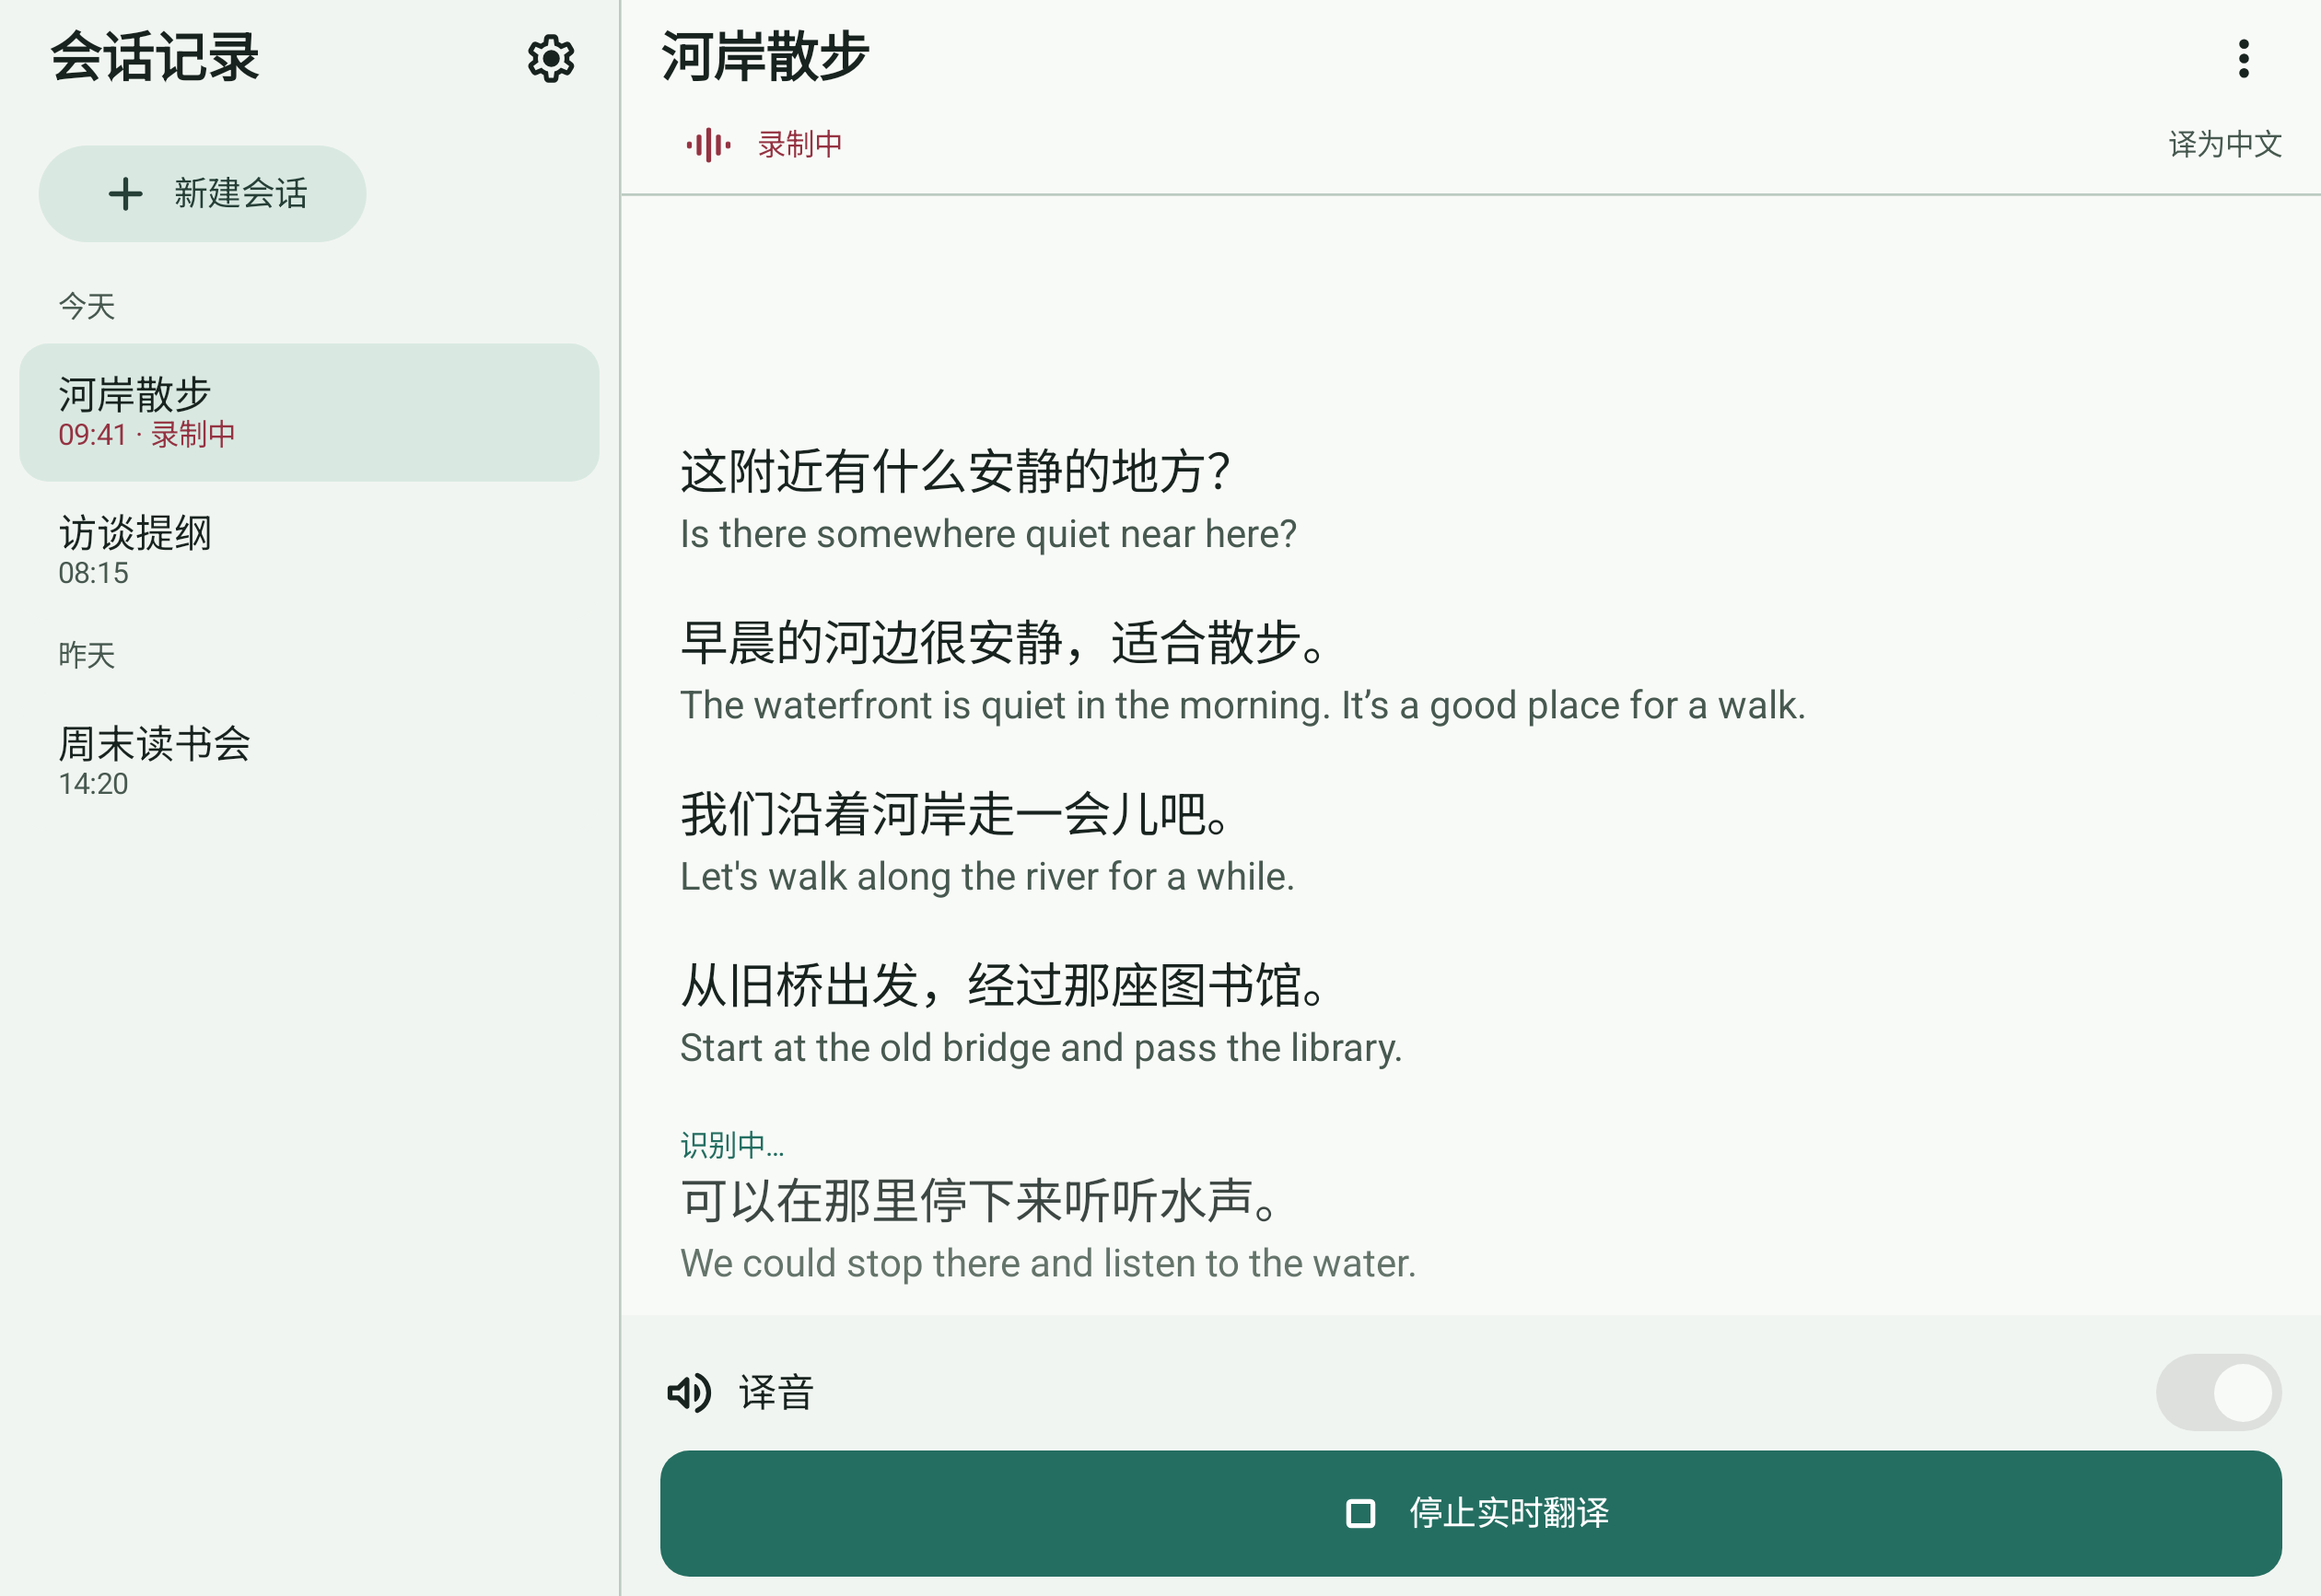 会话记录
新建会话
今天
河岸散步
09:41 · 录制中
访谈提纲
08:15
昨天
周末读书会
14:20
河岸散步
录制中
译为中文
这附近有什么安静的地方？
Is there somewhere quiet near here?
早晨的河边很安静，适合散步。
The waterfront is quiet in the morning. It’s a good place for a walk.
我们沿着河岸走一会儿吧。
Let's walk along the river for a while.
从旧桥出发，经过那座图书馆。
Start at the old bridge and pass the library.
识别中…
可以在那里停下来听听水声。
We could stop there and listen to the water.
译音
停止实时翻译